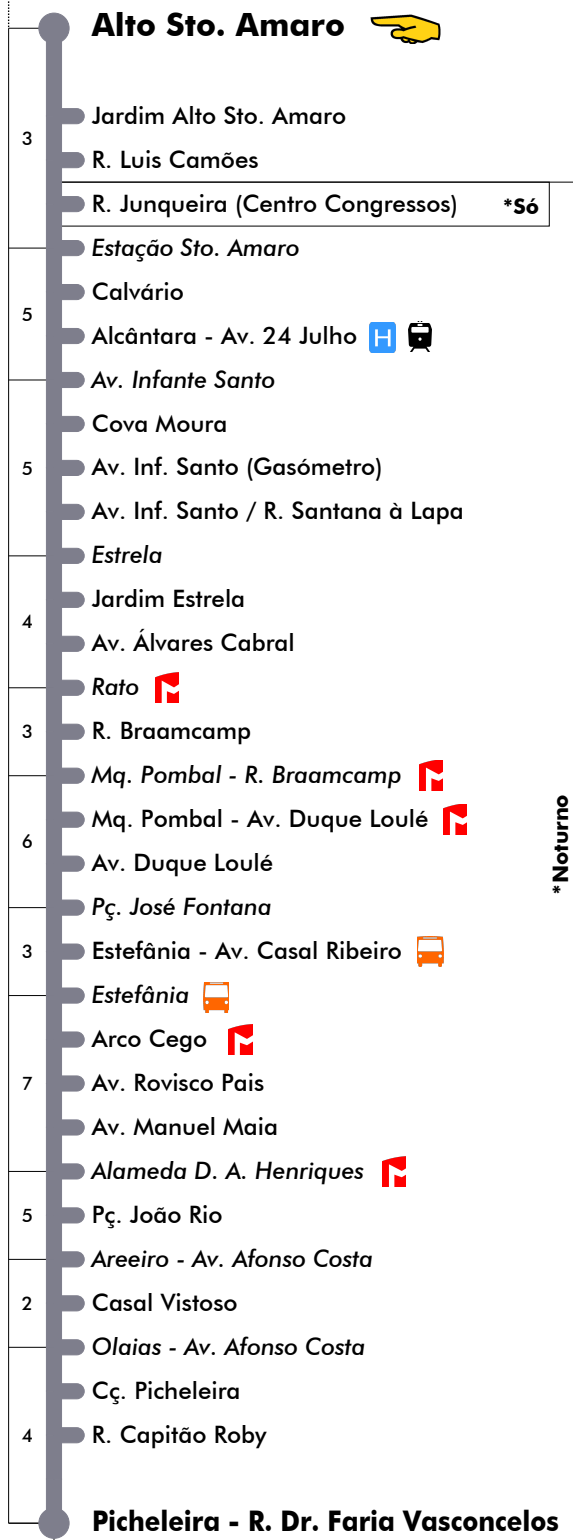 Alto Sto. Amaro
3
Jardim Alto Sto. Amaro
R. Luis Camões
R. Junqueira (Centro Congressos) *Só
Estação Sto. Amaro
5
Calvário
Alcântara - Av. 24 Julho H
Av. Infante Santo
5
Cova Moura
Av. Inf. Santo (Gasómetro)
Av. Inf. Santo / R. Santana à Lapa
Estrela
4
Jardim Estrela
Av. Álvares Cabral
Rato
3
R. Braamcamp
Mq. Pombal - R. Braamcamp
6
Mq. Pombal - Av. Duque Loulé
Av. Duque Loulé
*Noturno
Pç. José Fontana
3
Estefânia - Av. Casal Ribeiro
Estefânia
7
Arco Cego
Av. Rovisco Pais
Av. Manuel Maia
Alameda D. A. Henriques
5
Pç. João Rio
Areeiro - Av. Afonso Costa
2
Casal Vistoso
Olaias - Av. Afonso Costa
4
Cç. Picheleira
R. Capitão Roby
Picheleira - R. Dr. Faria Vasconcelos